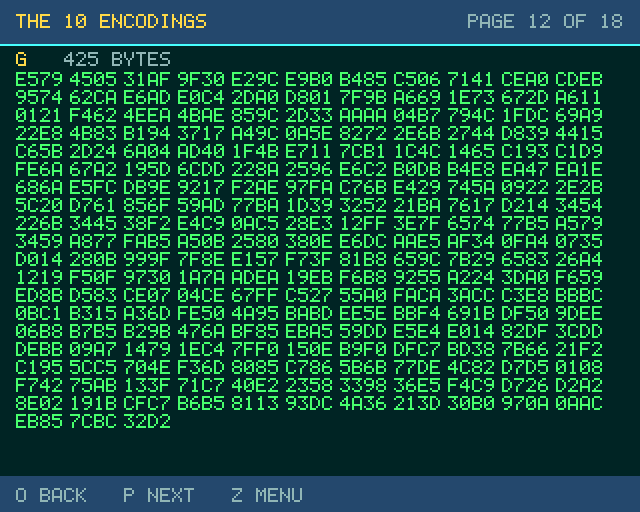 THE 10 ENCODINGS PAGE 12 OF 18
G 425 BYTES
E579 4505 31AF 9F30 E29C E9B0 B485 C506 7141 CEA0 CDEB
9574 62CA E6AD E0C4 2DA0 D801 7F9B A669 1E73 672D A611
0121 F462 4EEA 4BAE 859C 2D33 AAAA 04B7 794C 1FDC 69A9
22E8 4B83 B194 3717 A49C 0A5E 8272 2E6B 2744 D839 4415
C65B 2D24 6A04 AD40 1F4B E711 7CB1 1C4C 1465 C193 C1D9
FE6A 67A2 195D 6CDD 228A 2596 E6C2 B0DB B4E8 EA47 EA1E
686A E5FC DB9E 9217 F2AE 97FA C76B E429 745A 0922 2E2B
5C20 D761 856F 59AD 77BA 1D39 3252 21BA 7617 D214 3454
226B 3445 38F2 E4C9 0AC5 28E3 12FF 3E7F 6574 77B5 A579
3459 A877 FAB5 A50B 2580 380E E6DC AAE5 AF34 0FA4 0735
D014 280B 999F 7F8E E157 F73F 81B8 659C 7B29 6583 26A4
1219 F50F 9730 1A7A ADEA 19EB F6B8 9255 A224 3DA0 F659
ED8B D583 CE07 04CE 67FF C527 55A0 FACA 3ACC C3E8 BBBC
0BC1 B315 A36D FE50 4A95 BABD EE5E BBF4 691B DF50 9DEE
06B8 B7B5 B29B 476A BF85 EBA5 59DD E5E4 E014 82DF 3CDD
DEBB 09A7 1479 1EC4 7FF0 150E B9F0 DFC7 BD38 7B66 21F2
C195 5CC5 704E F36D 8085 C786 5B6B 77DE 4C82 D7D5 0108
F742 75AB 133F 71C7 40E2 2358 3398 36E5 F4C9 D726 D2A2
8E02 191B CFC7 B6B5 8113 93DC 4A36 213D 30B0 970A 0AAC
EB85 7CBC 32D2
O BACK P NEXT Z MENU